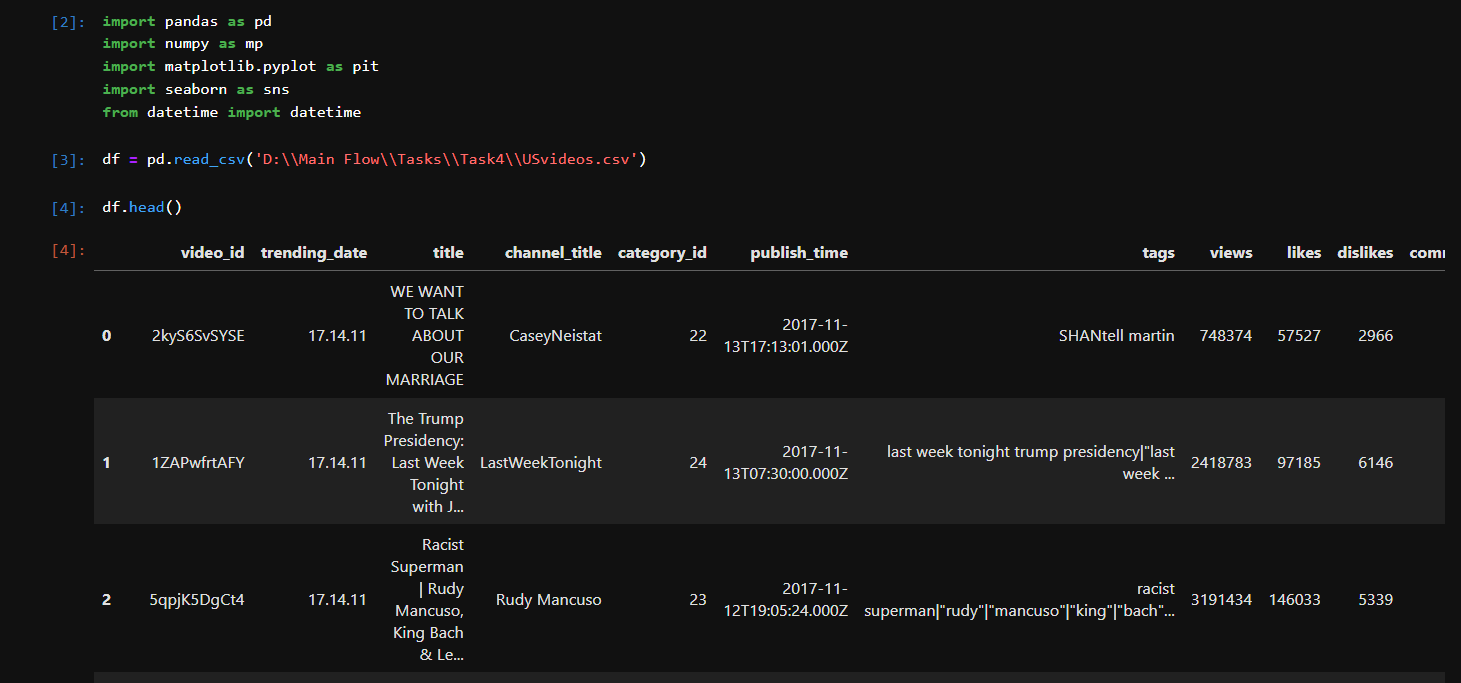 [2]: import pandas as pd
import numpy as mp
import matplotlib.pyplot as pit
import seaborn as sns
from datetime import datetime
[3]: df = pd.read_csv('D:\\Main Flow\\Tasks\\Task4\\USvideos.csv')
[4]: df.head()
[4]: video_id trending_date title channel_title category_id publish_time tags views likes dislikes
WE WANT
TO TALK
ABOUT
OUR
MARRIAGE
0 2kyS6SvSYSE 17.14.11 CaseyNeistat 22
2017-11-
13T17:13:01.000Z
SHANtell martin 748374 57527 2966
The Trump
Presidency:
Last Week
Tonight
with J...
1 1ZAPwfrtAFY 17.14.11 LastWeekTonight 24
2017-11-
13T07:30:00.000Z
last week tonight trump presidency|"last
week ...
2418783 97185 6146
Racist
Superman
| Rudy
Mancuso,
King Bach
& Le...
2 5qpjK5DgCt4 17.14.11 Rudy Mancuso 23
2017-11-
12T19:05:24.000Z
racist
superman|"rudy"|"mancuso"|"king"|"bach"...
3191434 146033 5339